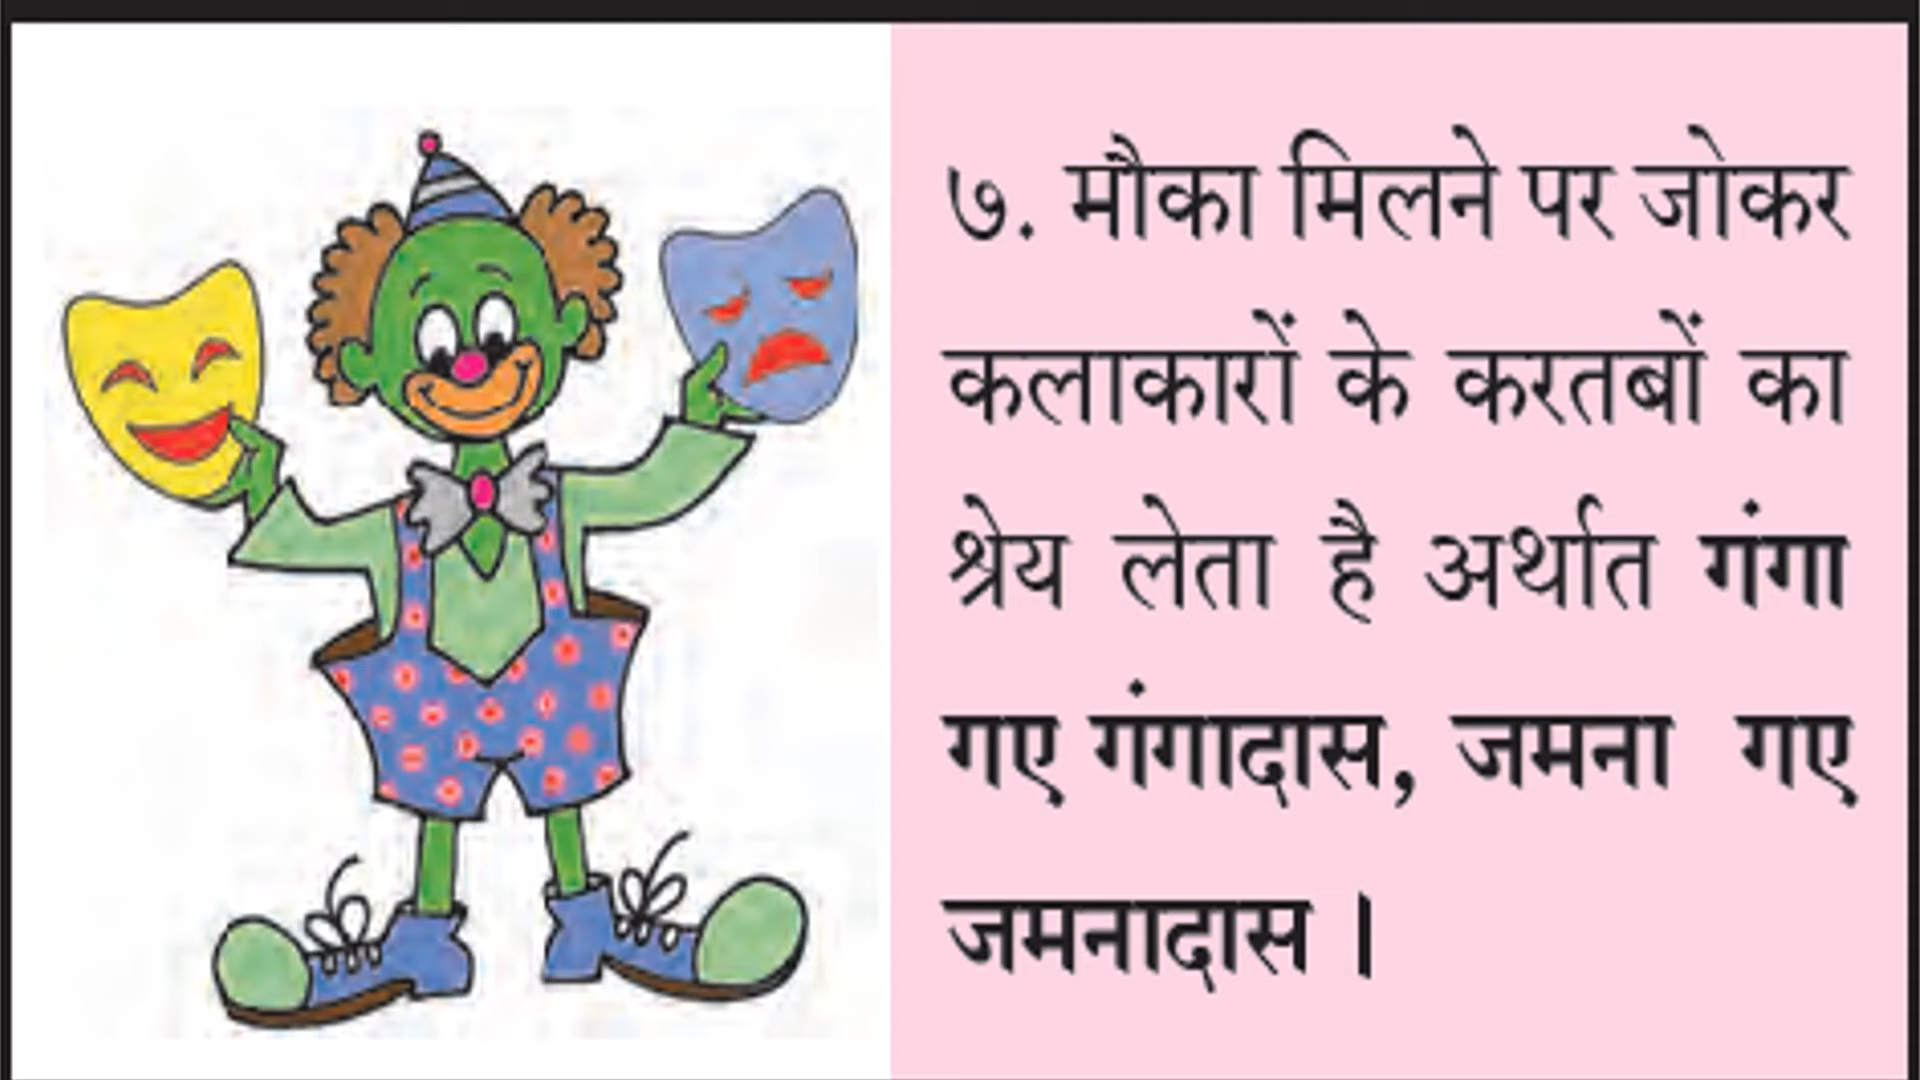 ७. मौका मिलने पर जोकर
कलाकारों के करतबों का
श्रेय लेता है अर्थात गंगा
गए गंगादास, जमना गए
जमनादास ।